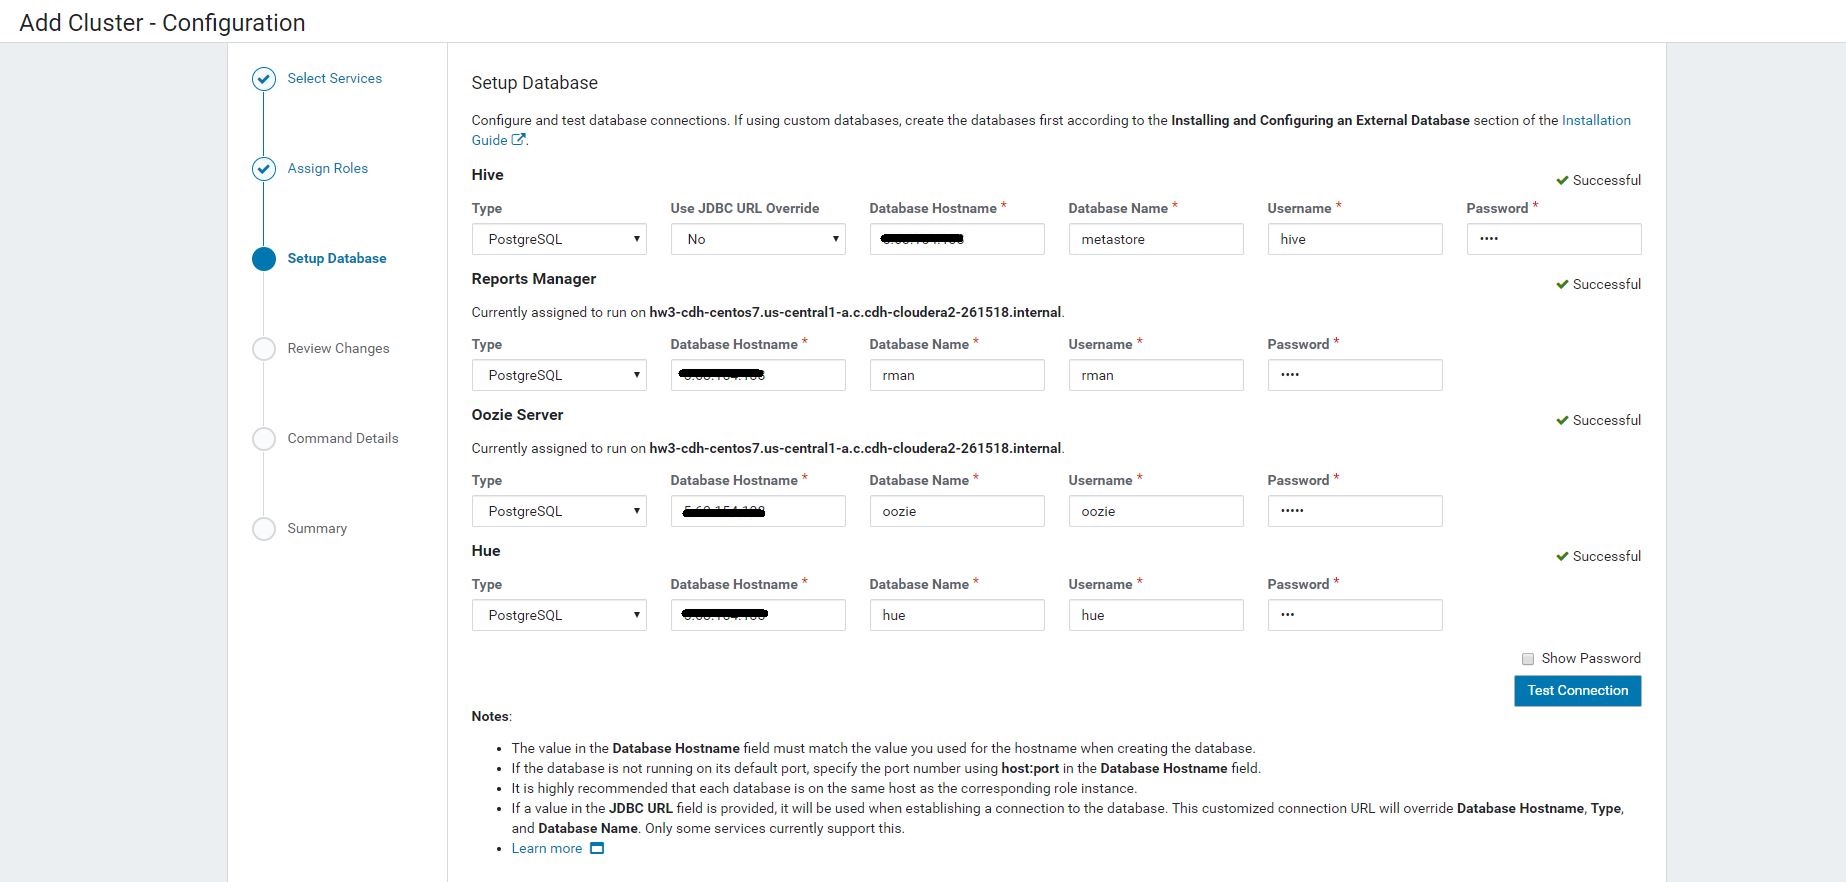 Add Cluster - Configuration
Select Services
Assign Roles
Setup Database
Review Changes
Command Details
Summary
Setup Database
Configure and test database connections. If using custom databases, create the databases first according to the Installing and Configuring an External Database section of the Installation
Guide.
Hive
Successful
Type Use JDBC URL Override Database Hostname * Database Name * Username * Password *
PostgreSQL No metastore hive ••••
Reports Manager
Successful
Currently assigned to run on hw3-cdh-centos7.us-central1-a.c.cdh-cloudera2-261518.internal.
Type Database Hostname * Database Name * Username * Password *
PostgreSQL rman rman ••••
Oozie Server
Successful
Currently assigned to run on hw3-cdh-centos7.us-central1-a.c.cdh-cloudera2-261518.internal.
Type Database Hostname * Database Name * Username * Password *
PostgreSQL oozie oozie •••••
Hue
Successful
Type Database Hostname * Database Name * Username * Password *
PostgreSQL hue hue •••
Show Password
Test Connection
Notes:
• The value in the Database Hostname field must match the value you used for the hostname when creating the database.
• If the database is not running on its default port, specify the port number using host:port in the Database Hostname field.
• It is highly recommended that each database is on the same host as the corresponding role instance.
• If a value in the JDBC URL field is provided, it will be used when establishing a connection to the database. This customized connection URL will override Database Hostname, Type,
and Database Name. Only some services currently support this.
• Learn more